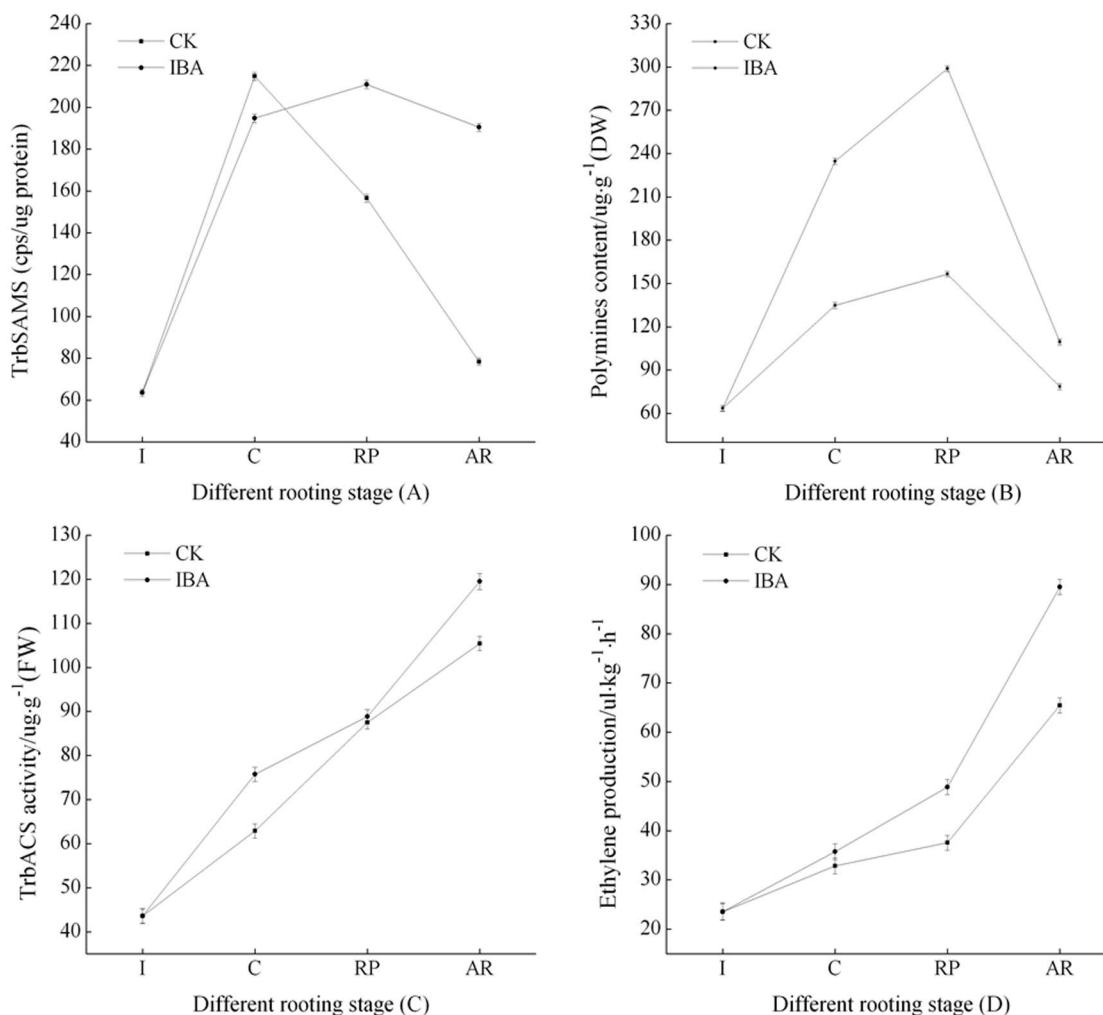 240
220
200
180
160
140
120
100
80
60
40
TrbSAMS (cps/ug protein)
CK
IBA
I C RP AR
Different rooting stage (A)
330
300
270
240
210
180
150
120
90
60
Polymines content/ug·g⁻¹(DW)
CK
IBA
I C RP AR
Different rooting stage (B)
130
120
110
100
90
80
70
60
50
40
TrbACS activity/ug·g⁻¹(FW)
CK
IBA
I C RP AR
Different rooting stage (C)
100
90
80
70
60
50
40
30
20
Ethylene production/ul·kg⁻¹·h⁻¹
CK
IBA
I C RP AR
Different rooting stage (D)